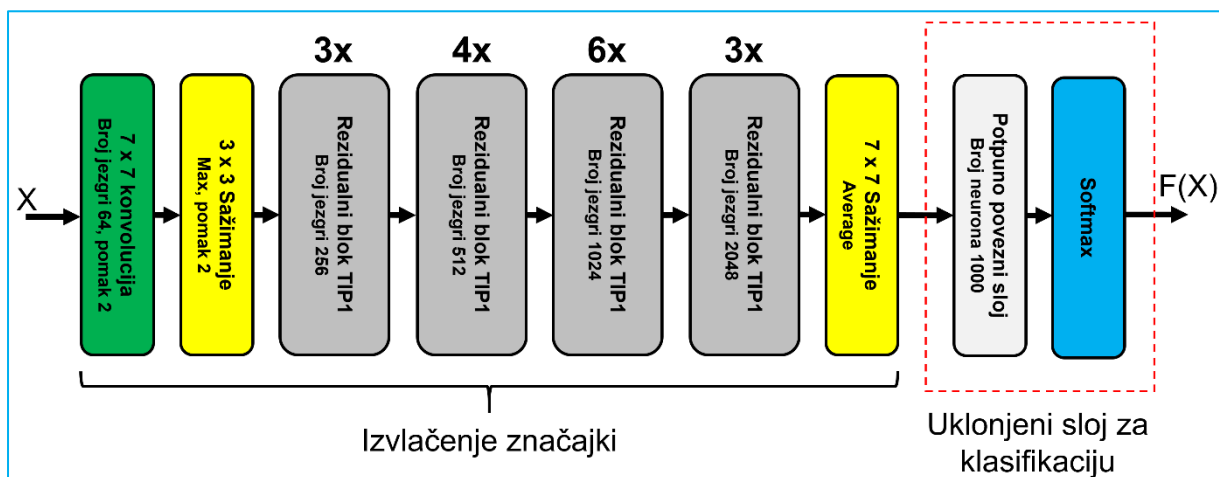 3x
4x
6x
3x
X
7 x 7 konvolucija
Broj jezgri 64, pomak 2
3 x 3 Sažimanje
Max, pomak 2
Rezidualni blok TIP1
Broj jezgri 256
Rezidualni blok TIP1
Broj jezgri 512
Rezidualni blok TIP1
Broj jezgri 1024
Rezidualni blok TIP1
Broj jezgri 2048
7 x 7 Sažimanje
Average
Potpuno povezni sloj
Broj neurona 1000
Softmax
F(X)
Izvlačenje značajki
Uklonjeni sloj za
klasifikaciju